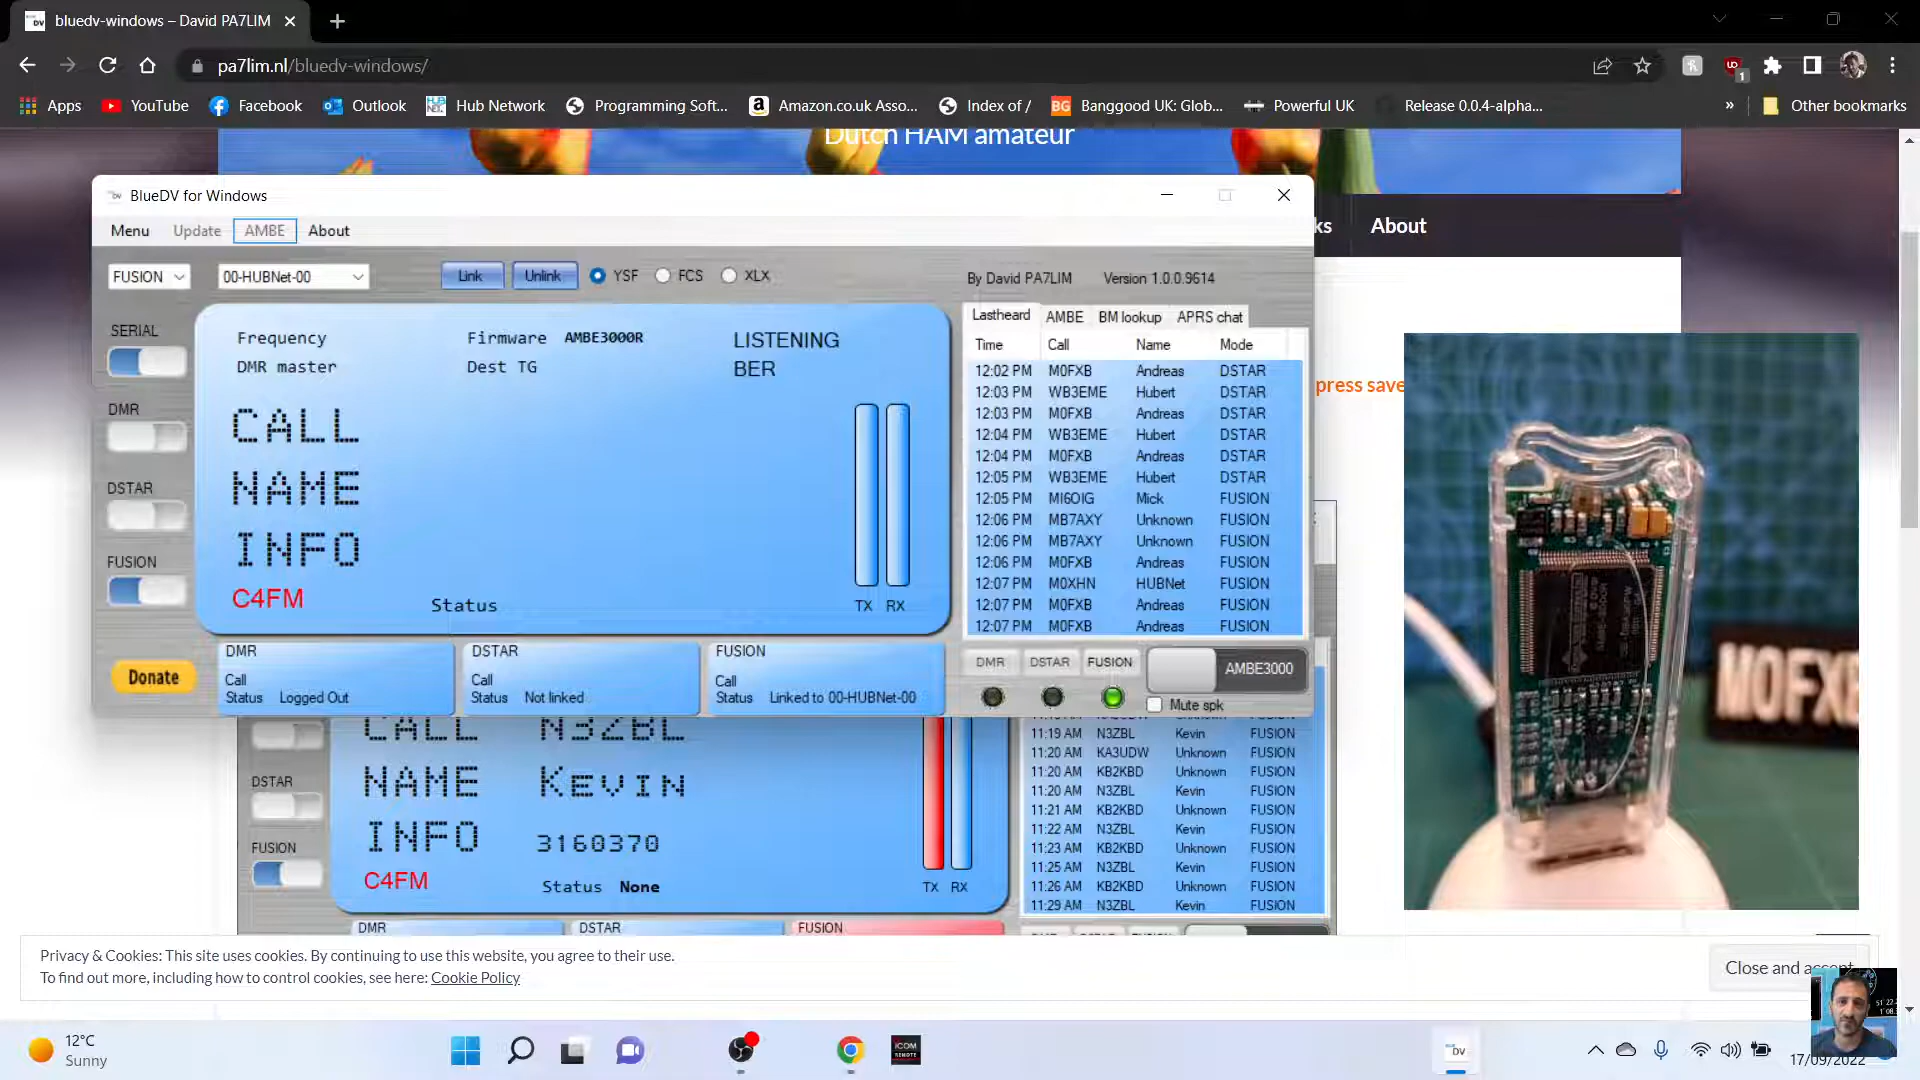 bluedv-windows – David PA7LIM
pa7lim.nl/bluedv-windows/
1
Apps
YouTube
Facebook
Outlook
Hub Network
Programming Soft...
Amazon.co.uk Asso...
Index of /
BG
Banggood UK: Glob...
Powerful UK
Release 0.0.4-alpha...
»
Other bookmarks
Dutch HAM amateur
About
press save
BlueDV for Windows
Menu
Update
AMBE
About
FUSION
00-HUBNet-00
Link
Unlink
YSF
FCS
XLX
By David PA7LIM
Version 1.0.0.9614
SERIAL
DMR
DSTAR
FUSION
Donate
Frequency
Firmware AMBE3000R
LISTENING
DMR master
Dest TG
BER
CALL
NAME
INFO
C4FM
Status
TX RX
Lastheard
AMBE
BM lookup
APRS chat
Time Call Name Mode
12:02 PM M0FXB Andreas DSTAR
12:03 PM WB3EME Hubert DSTAR
12:03 PM M0FXB Andreas DSTAR
12:04 PM WB3EME Hubert DSTAR
12:04 PM M0FXB Andreas DSTAR
12:05 PM WB3EME Hubert DSTAR
12:05 PM MI6OIG Mick FUSION
12:06 PM MB7AXY Unknown FUSION
12:06 PM MB7AXY Unknown FUSION
12:06 PM M0FXB Andreas FUSION
12:07 PM M0XHN HUBNet FUSION
12:07 PM M0FXB Andreas FUSION
12:07 PM M0FXB Andreas FUSION
DMR
Call
Status Logged Out
DSTAR
Call
Status Not linked
FUSION
Call
Status Linked to 00-HUBNet-00
DMR DSTAR FUSION
AMBE3000
Mute spk
CALL N3ZBL
NAME KEVIN
INFO 3160370
C4FM
Status None
TX RX
DSTAR
FUSION
11:19 AM N3ZBL Kevin FUSION
11:20 AM KA3UDW Unknown FUSION
11:20 AM KB2KBD Unknown FUSION
11:20 AM N3ZBL Kevin FUSION
11:21 AM KB2KBD Unknown FUSION
11:22 AM N3ZBL Kevin FUSION
11:23 AM KB2KBD Unknown FUSION
11:25 AM N3ZBL Kevin FUSION
11:26 AM KB2KBD Unknown FUSION
11:29 AM N3ZBL Kevin FUSION
DMR
DSTAR
FUSION
M0FXB
Privacy & Cookies: This site uses cookies. By continuing to use this website, you agree to their use.
To find out more, including how to control cookies, see here: Cookie Policy
Close and accept
12°C
Sunny
ICOM
REMOTE
DV
17/09/2022